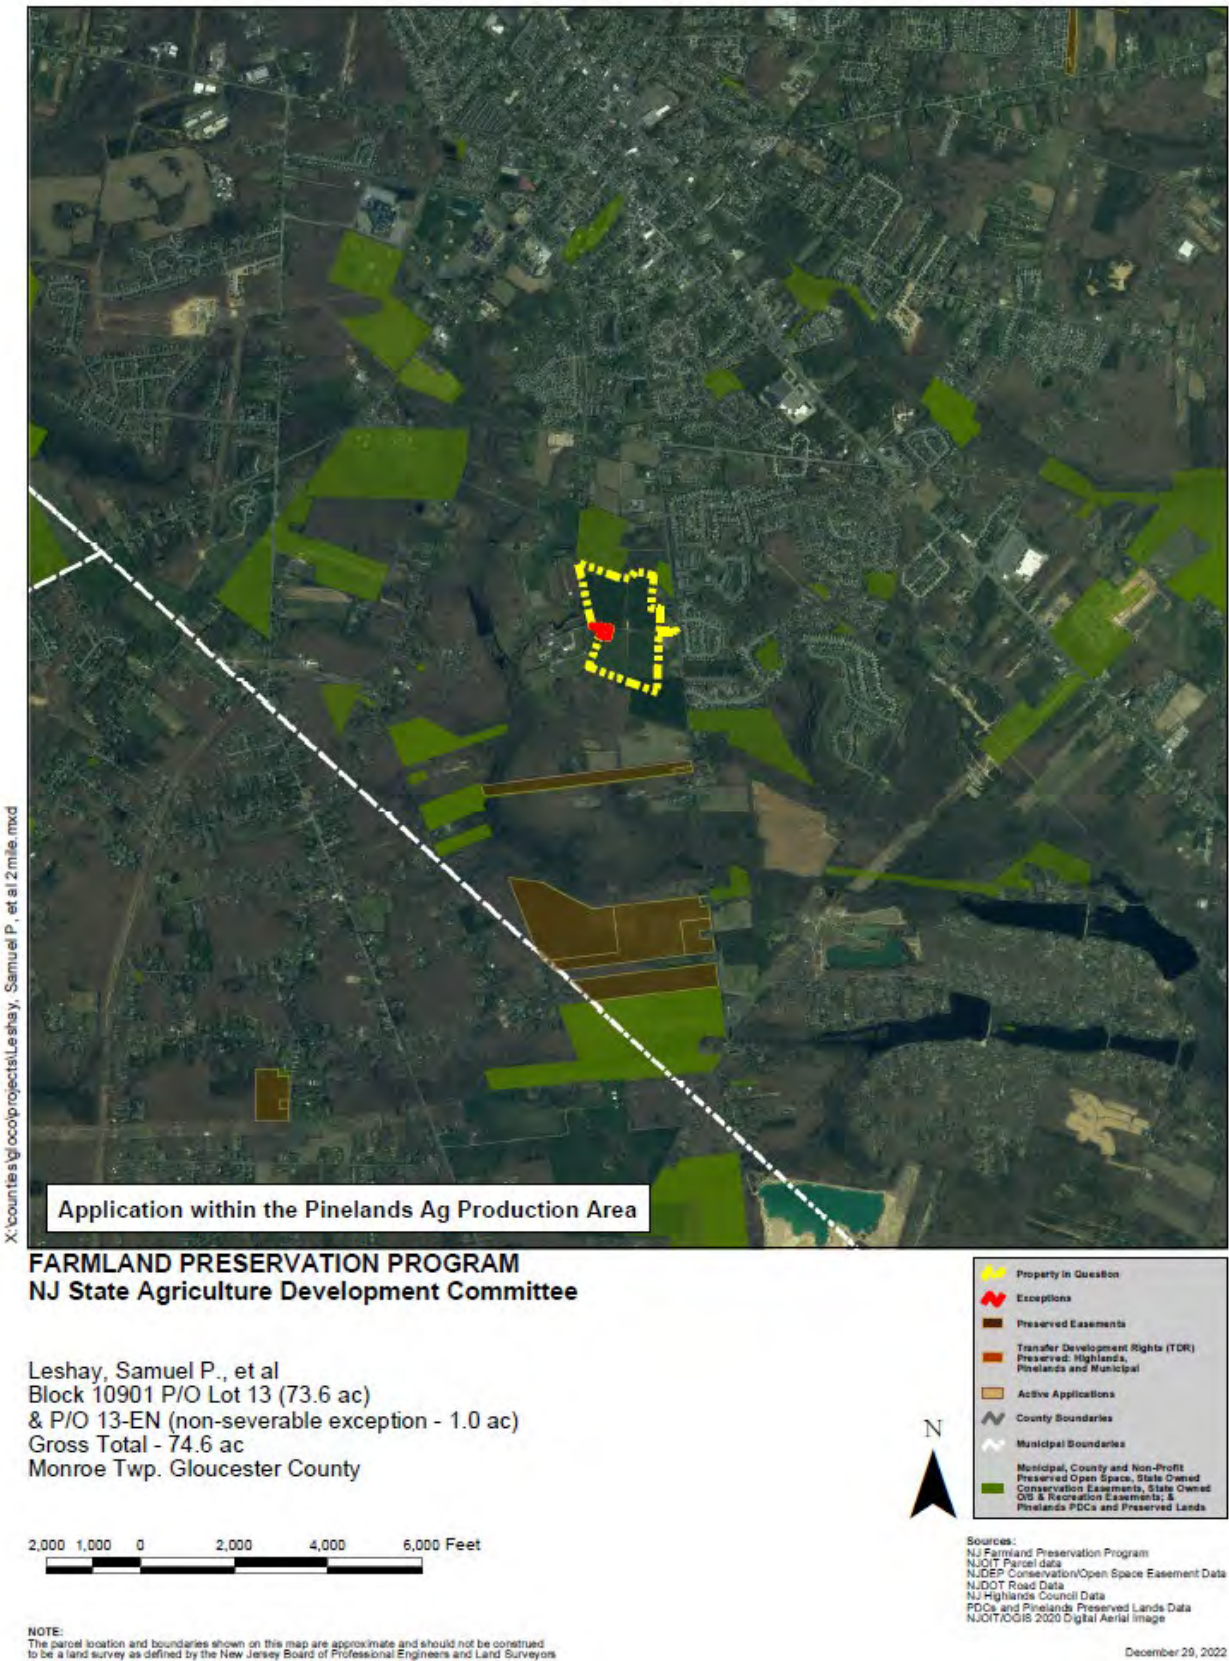 X:\counties\gloco\projects\Leshay, Samuel P., et al 2mile.mxd
Application within the Pinelands Ag Production Area
FARMLAND PRESERVATION PROGRAM
NJ State Agriculture Development Committee
Leshay, Samuel P., et al
Block 10901 P/O Lot 13 (73.6 ac)
& P/O 13-EN (non-severable exception - 1.0 ac)
Gross Total - 74.6 ac
Monroe Twp. Gloucester County
2,000 1,000 0 2,000 4,000 6,000 Feet
NOTE:
The parcel location and boundaries shown on this map are approximate and should not be construed
to be a land survey as defined by the New Jersey Board of Professional Engineers and Land Surveyors
N
Property In Question
Exceptions
Preserved Easements
Transfer Development Rights (TDR)
Preserved: Highlands,
Pinelands and Municipal
Active Applications
County Boundaries
Municipal Boundaries
Municipal, County and Non-Profit
Preserved Open Space, State Owned
Conservation Easements, State Owned
O/S & Recreation Easements; &
Pinelands PDCs and Preserved Lands
Sources:
NJ Farmland Preservation Program
NJOIT Parcel data
NJDEP Conservation/Open Space Easement Data
NJDOT Road Data
NJ Highlands Council Data
PDCs and Pinelands Preserved Lands Data
NJOIT/OGIS 2020 Digital Aerial Image
December 29, 2022